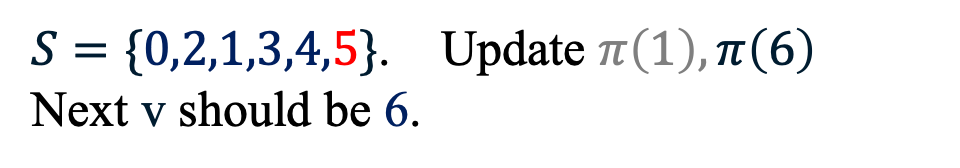 S = {0,2,1,3,4,5}. Update π(1), π(6)
Next v should be 6.